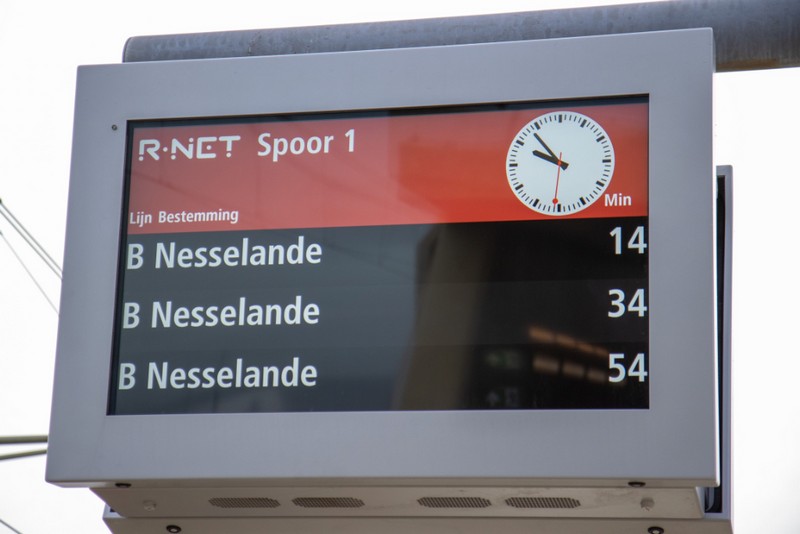 R·NET Spoor 1
Min
Lijn Bestemming
B Nesselande 14
B Nesselande 34
B Nesselande 54